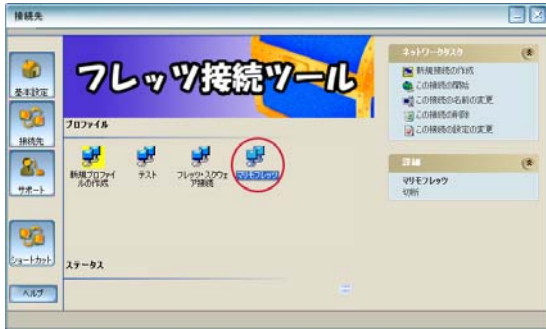 接続先
基本設定
接続先
サポート
ショートカット
ヘルプ
フレッツ接続ツール
プロファイル
新規プロファイルの作成
テスト
フレッツ・スクウェア接続
マリモフレッツ
ステータス
ネットワークタスク
新規接続の作成
この接続の開始
この接続の名前の変更
この接続の削除
この接続の設定の変更
詳細
マリモフレッツ
切断